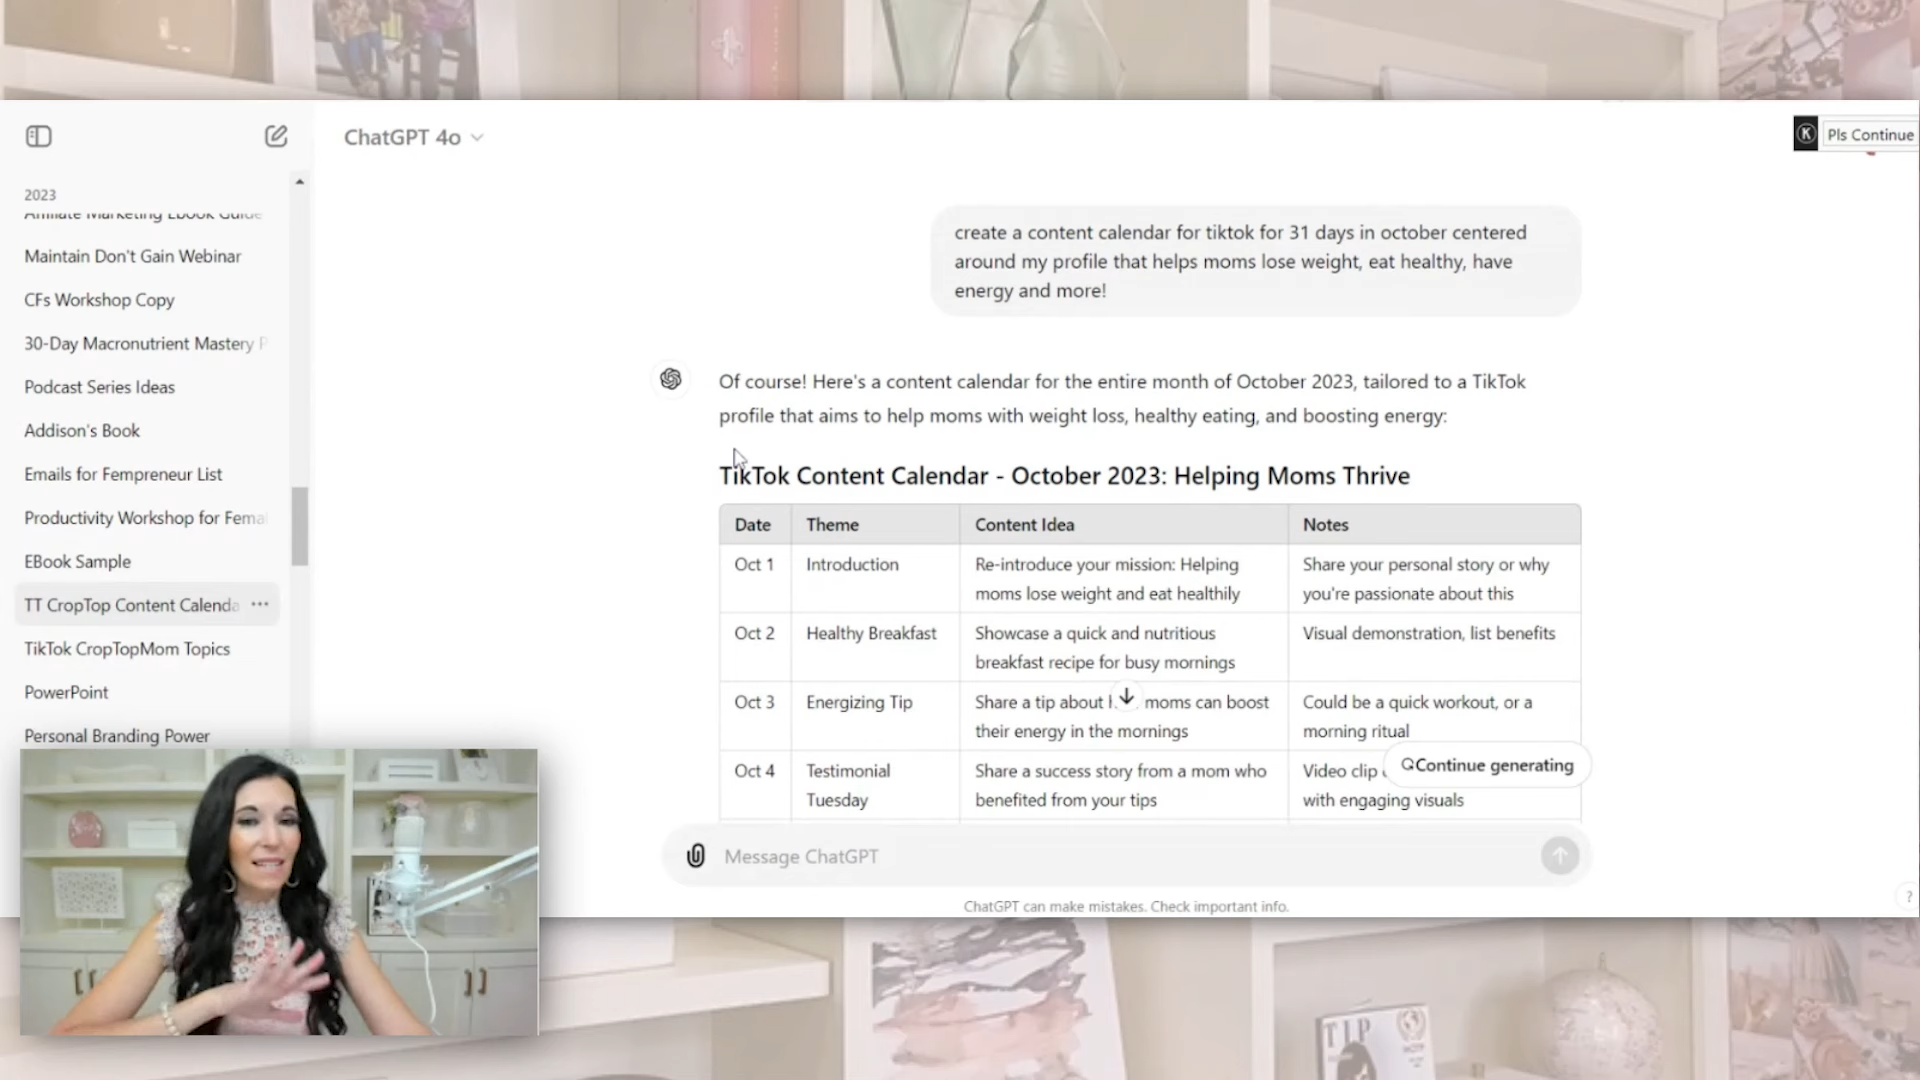 ChatGPT 4o
K
Pls Continue
2023
Affiliate Marketing Ebook Guide
Maintain Don't Gain Webinar
CFs Workshop Copy
30-Day Macronutrient Mastery P
Podcast Series Ideas
Addison's Book
Emails for Fempreneur List
Productivity Workshop for Fema
EBook Sample
TT CropTop Content Calenda ...
TikTok CropTopMom Topics
PowerPoint
Personal Branding Power
create a content calendar for tiktok for 31 days in october centered
around my profile that helps moms lose weight, eat healthy, have
energy and more!
Of course! Here's a content calendar for the entire month of October 2023, tailored to a TikTok
profile that aims to help moms with weight loss, healthy eating, and boosting energy:
TikTok Content Calendar - October 2023: Helping Moms Thrive
Date Theme Content Idea Notes
Oct 1 Introduction Re-introduce your mission: Helping Share your personal story or why
moms lose weight and eat healthily you're passionate about this
Oct 2 Healthy Breakfast Showcase a quick and nutritious Visual demonstration, list benefits
breakfast recipe for busy mornings
Oct 3 Energizing Tip Share a tip about moms can boost Could be a quick workout, or a
their energy in the mornings morning ritual
Oct 4 Testimonial Share a success story from a mom who Video clip
Tuesday benefited from your tips with engaging visuals
Continue generating
Message ChatGPT
ChatGPT can make mistakes. Check important info.
?
TIP